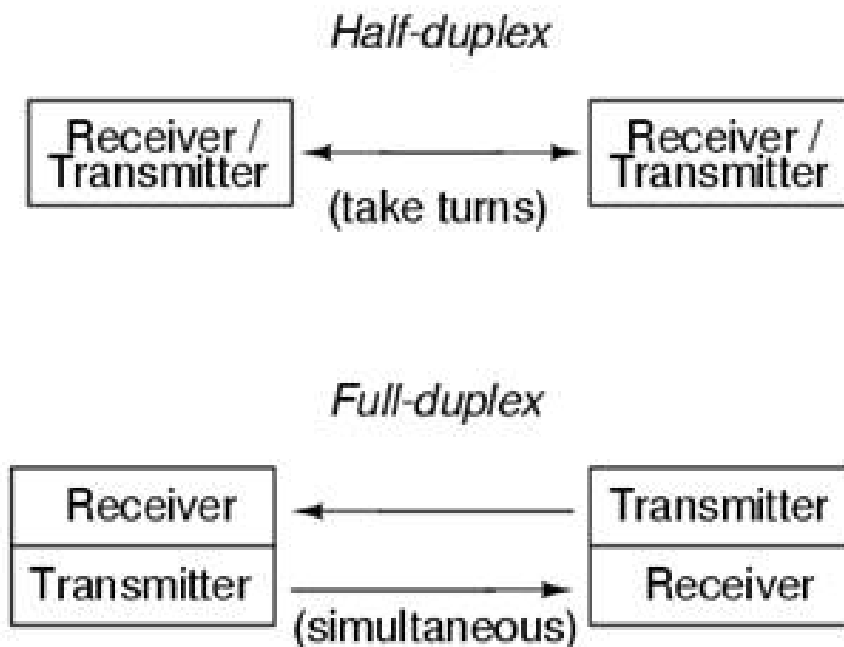 Half-duplex
Receiver / Receiver /
Transmitter Transmitter
(take turns)
Full-duplex
Receiver Transmitter
Transmitter Receiver
(simultaneous)